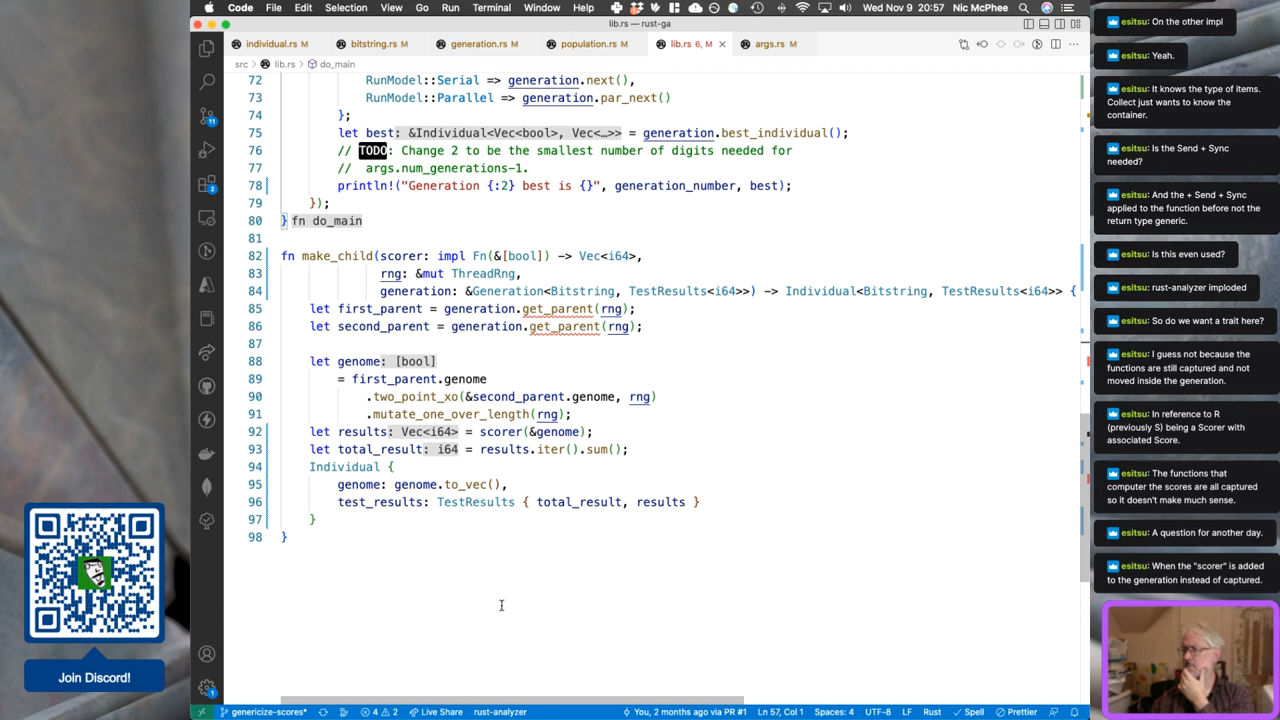 Code File Edit Selection View Go Run Terminal Window Help
Wed Nov 9 20:57 Nic McPhee
lib.rs — rust-ga
individual.rs M bitstring.rs M generation.rs M population.rs M lib.rs 6, M args.rs M
src > lib.rs > do_main
72 RunModel::Serial => generation.next(),
73 RunModel::Parallel => generation.par_next()
74 };
75 let best: &Individual<Vec<bool>, Vec<…>> = generation.best_individual();
76 // TODO: Change 2 to be the smallest number of digits needed for
77 // args.num_generations-1.
78 println!("Generation {:2} best is {}", generation_number, best);
79 });
80 } fn do_main
81
82 fn make_child(scorer: impl Fn(&[bool]) -> Vec<i64>,
83 rng: &mut ThreadRng,
84 generation: &Generation<Bitstring, TestResults<i64>>) -> Individual<Bitstring, TestResults<i64>> {
85 let first_parent = generation.get_parent(rng);
86 let second_parent = generation.get_parent(rng);
87
88 let genome: [bool]
89 = first_parent.genome
90 .two_point_xo(&second_parent.genome, rng)
91 .mutate_one_over_length(rng);
92 let results: Vec<i64> = scorer(&genome);
93 let total_result: i64 = results.iter().sum();
94 Individual {
95 genome: genome.to_vec(),
96 test_results: TestResults { total_result, results }
97 }
98 }
11
2
1
genericize-scores* 4 2 Live Share rust-analyzer You, 2 months ago via PR #1 Ln 57, Col 1 Spaces: 4 UTF-8 LF Rust Spell Prettier
Join Discord!
esitsu: On the other impl
esitsu: Yeah.
esitsu: It knows the type of items.
Collect just wants to know the
container.
esitsu: Is the Send + Sync
needed?
esitsu: And the + Send + Sync
applied to the function before not the
return type generic.
esitsu: Is this even used?
esitsu: rust-analyzer imploded
esitsu: So do we want a trait here?
esitsu: I guess not because the
functions are still captured and not
moved inside the generation.
esitsu: In reference to R
(previously S) being a Scorer with
associated Score.
esitsu: The functions that
computer the scores are all captured
so it doesn't make much sense.
esitsu: A question for another day.
esitsu: When the "scorer" is added
to the generation instead of captured.